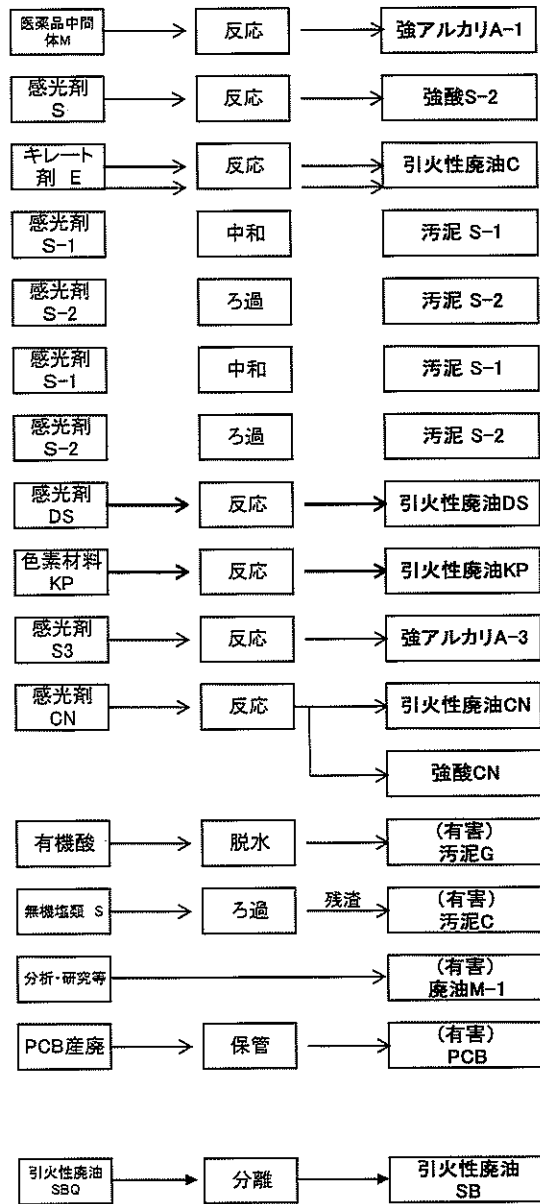 医薬品中間
体M
反応
強アルカリA-1
感光剤
S
反応
強酸S-2
キレート
剤 E
反応
引火性廃油C
感光剤
S-1
中和
汚泥 S-1
感光剤
S-2
ろ過
汚泥 S-2
感光剤
S-1
中和
汚泥 S-1
感光剤
S-2
ろ過
汚泥 S-2
感光剤
DS
反応
引火性廃油DS
色素材料
KP
反応
引火性廃油KP
感光剤
S3
反応
強アルカリA-3
感光剤
CN
反応
引火性廃油CN
強酸CN
有機酸
脱水
(有害)
汚泥G
無機塩類 S
ろ過
残渣
(有害)
汚泥C
分析・研究等
(有害)
廃油M-1
PCB産廃
保管
(有害)
PCB
引火性廃油
SBQ
分離
引火性廃油
SB